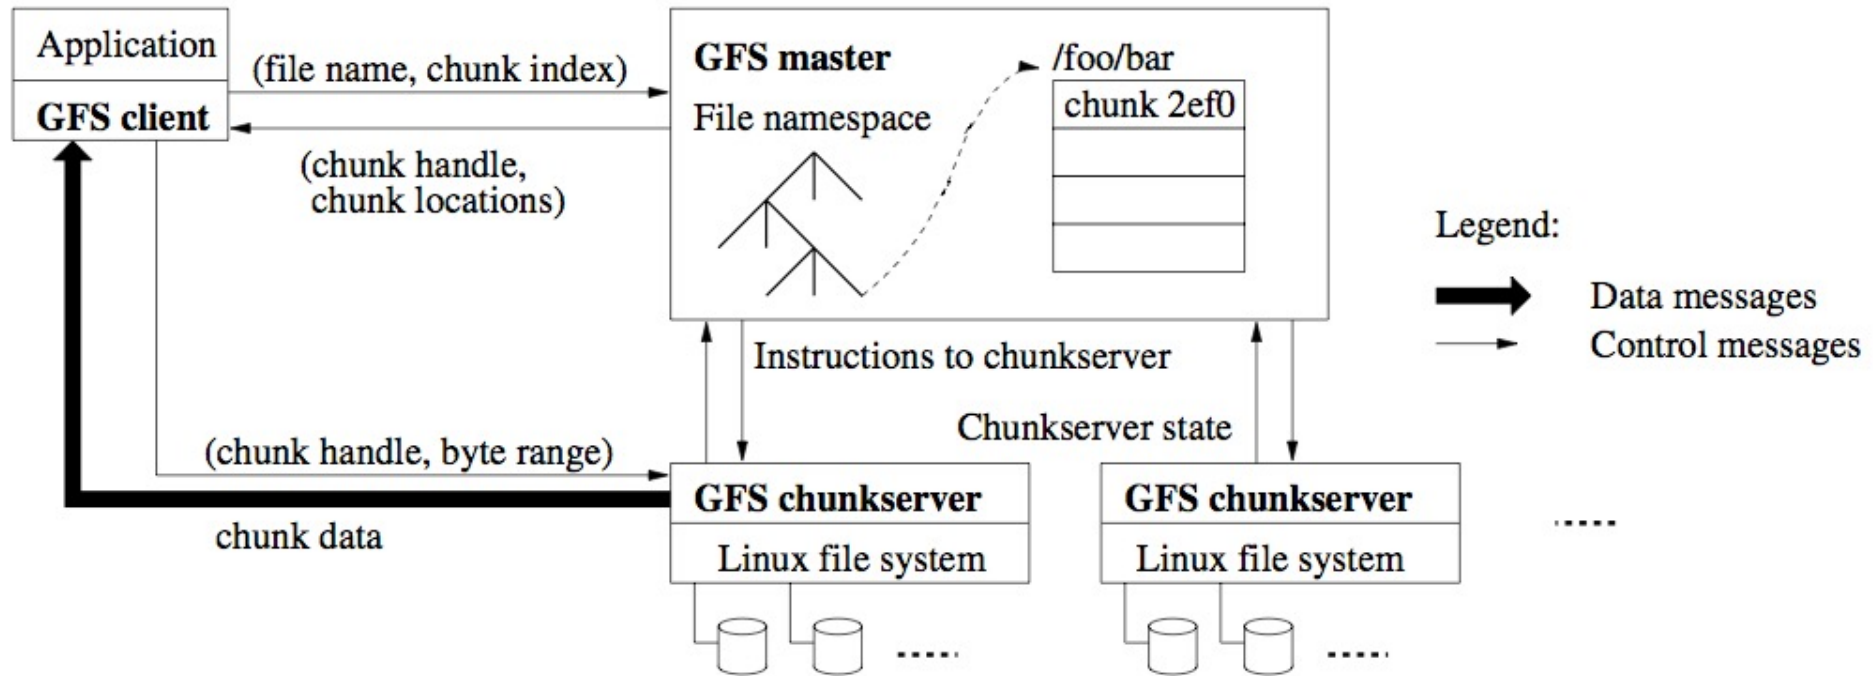 Application
GFS client
(file name, chunk index)
(chunk handle,
chunk locations)
GFS master
File namespace
/foo/bar
chunk 2ef0
Legend:
Data messages
Control messages
Instructions to chunkserver
Chunkserver state
(chunk handle, byte range)
chunk data
GFS chunkserver
Linux file system
GFS chunkserver
Linux file system